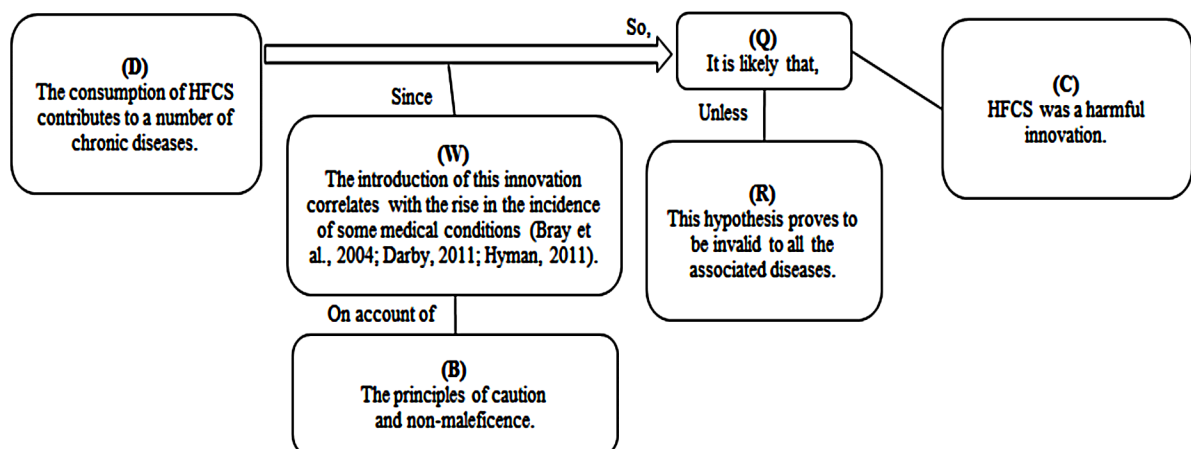 (D)
The consumption of HFCS
contributes to a number of
chronic diseases.
So,
(Q)
It is likely that,
(C)
HFCS was a harmful
innovation.
Since
Unless
(W)
The introduction of this innovation
correlates with the rise in the incidence
of some medical conditions (Bray et
al., 2004; Darby, 2011; Hyman, 2011).
(R)
This hypothesis proves to
be invalid to all the
associated diseases.
On account of
(B)
The principles of caution
and non-maleficence.